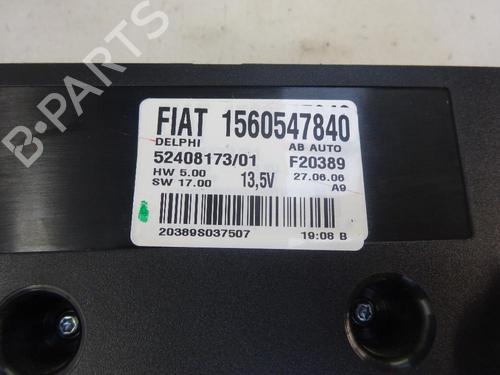 FIAT 1560547840
DELPHI AB AUTO
52408173/01 F20389
HW 5.00 27.06.06
SW 17.00 13,5V A9
20389S037507 19:08 B
B-PARTS